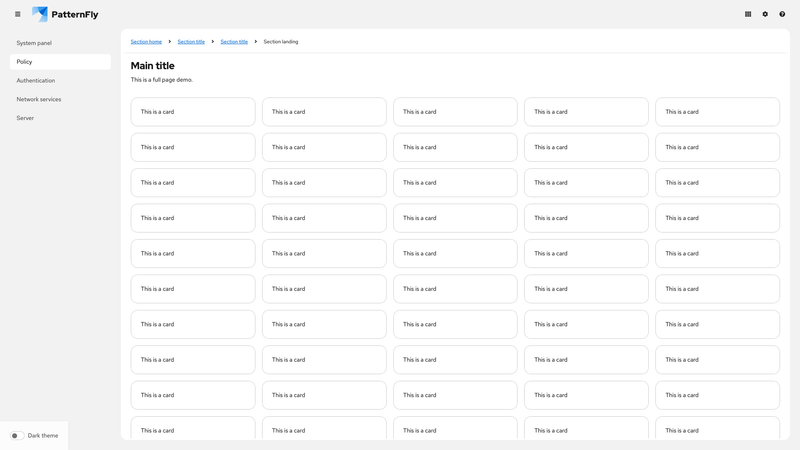 PatternFly
System panel
Policy
Authentication
Network services
Server
Dark theme
Section home Section title Section title Section landing
Main title
This is a full page demo.
This is a card This is a card This is a card This is a card This is a card
This is a card This is a card This is a card This is a card This is a card
This is a card This is a card This is a card This is a card This is a card
This is a card This is a card This is a card This is a card This is a card
This is a card This is a card This is a card This is a card This is a card
This is a card This is a card This is a card This is a card This is a card
This is a card This is a card This is a card This is a card This is a card
This is a card This is a card This is a card This is a card This is a card
This is a card This is a card This is a card This is a card This is a card
This is a card This is a card This is a card This is a card This is a card